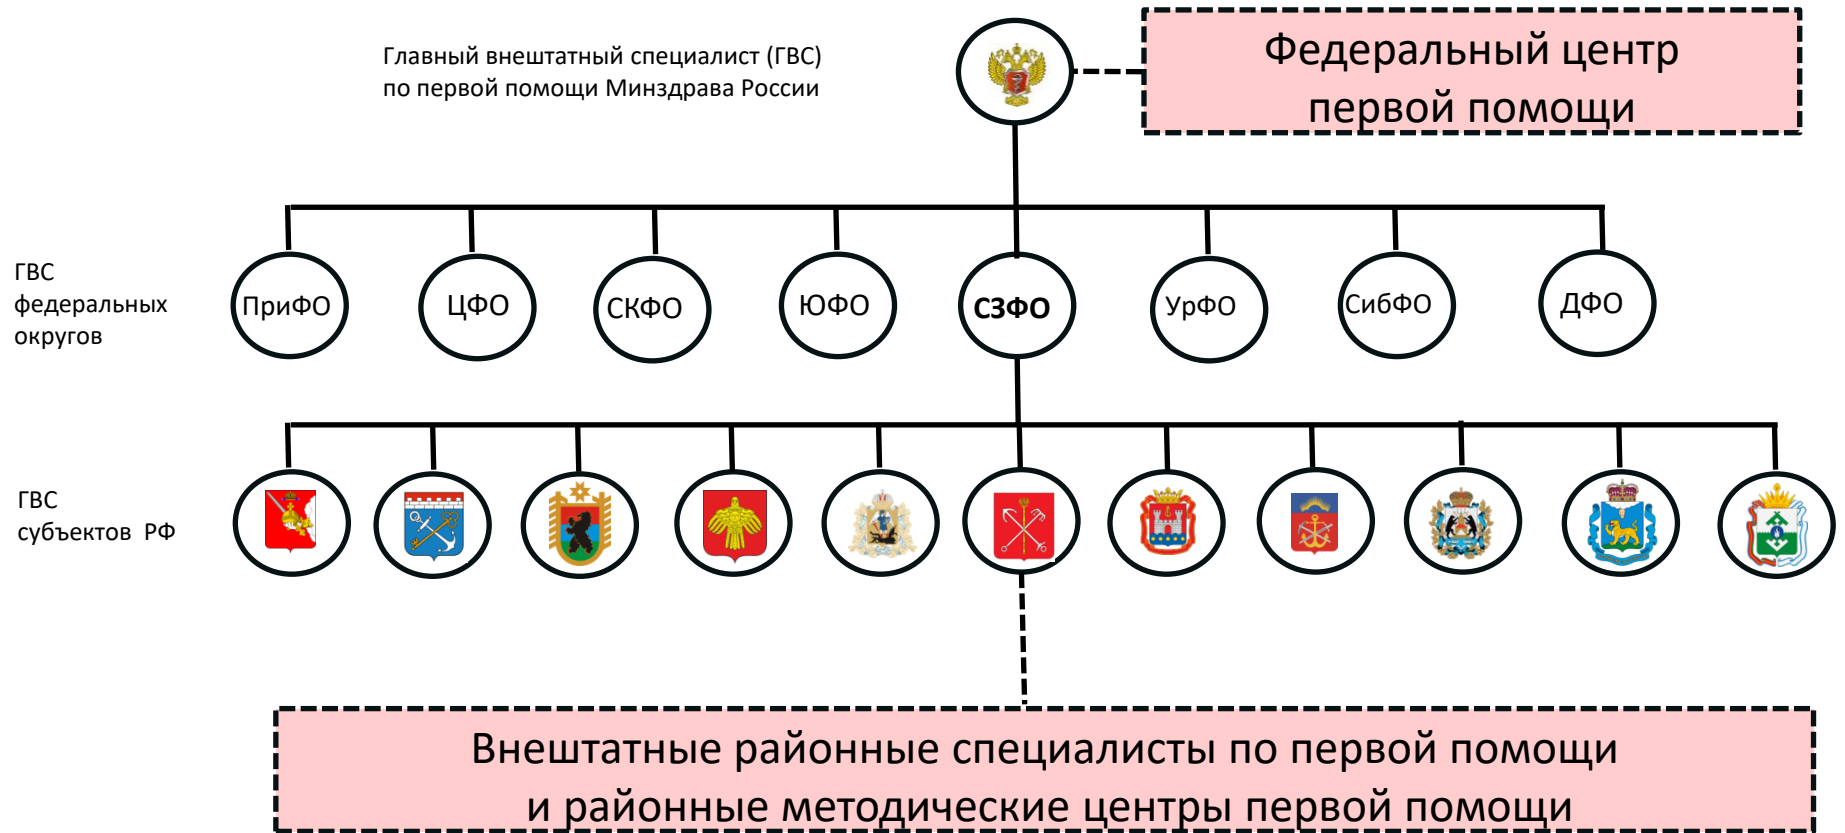 Главный внештатный специалист (ГВС)
по первой помощи Минздрава России
Федеральный центр
первой помощи
ГВС
федеральных
округов
ПриФО
ЦФО
СКФО
ЮФО
СЗФО
УрФО
СибФО
ДФО
ГВС
субъектов РФ
Внештатные районные специалисты по первой помощи
и районные методические центры первой помощи